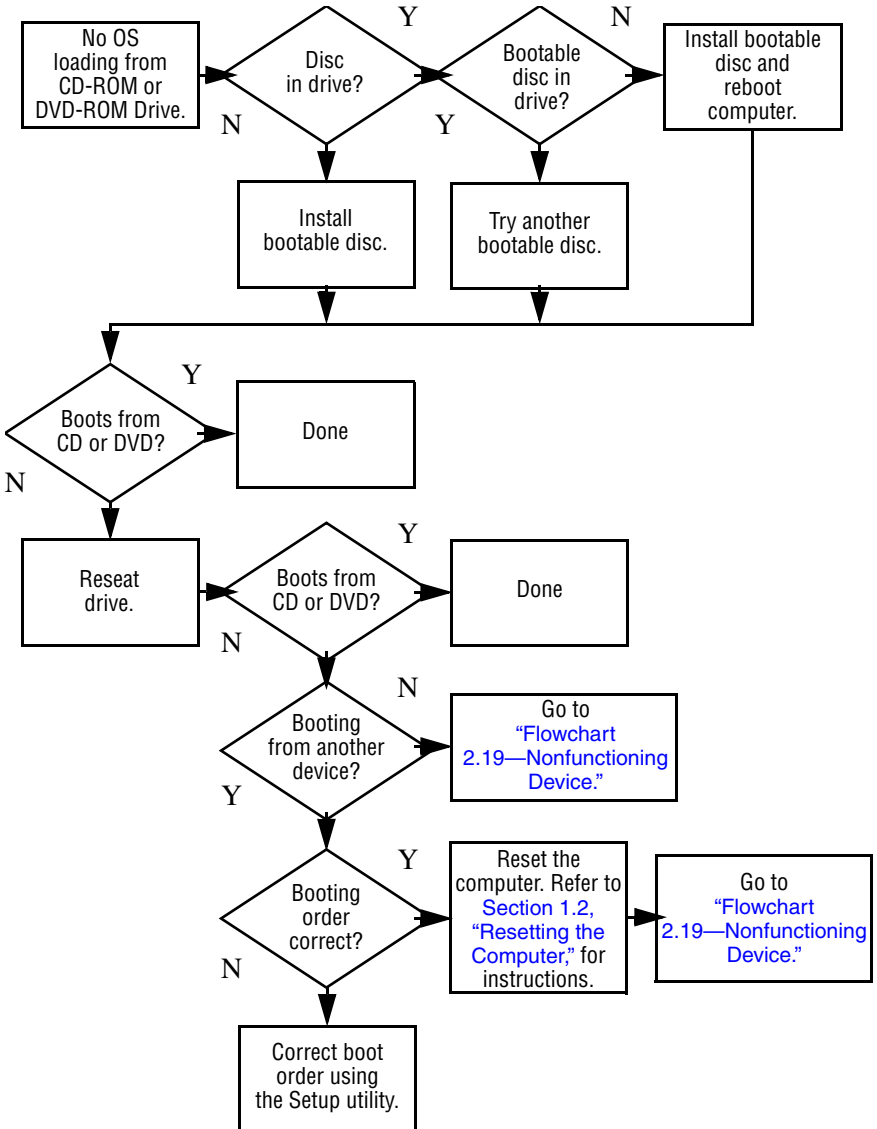 No OS
loading from
CD-ROM or
DVD-ROM Drive.
Disc
in drive?
Y
N
Bootable
disc in
drive?
N
Y
Install bootable
disc and
reboot
computer.
Install
bootable disc.
Try another
bootable disc.
Boots from
CD or DVD?
Y
N
Done
Reseat
drive.
Boots from
CD or DVD?
Y
N
Done
Booting
from another
device?
N
Y
Go to
“Flowchart
2.19—Nonfunctioning
Device.”
Booting
order
correct?
Y
N
Reset the
computer. Refer to
Section 1.2,
“Resetting the
Computer,” for
instructions.
Go to
“Flowchart
2.19—Nonfunctioning
Device.”
Correct boot
order using
the Setup utility.